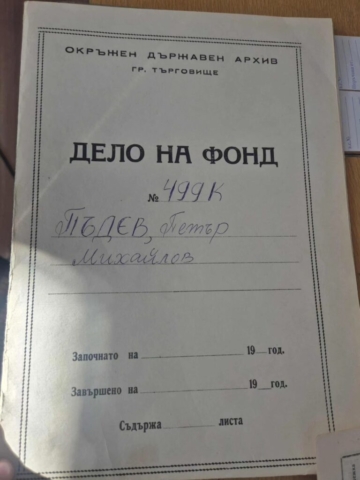 ОКРЪЖЕН ДЪРЖАВЕН АРХИВ
ГР. ТЪРГОВИЩЕ
ДЕЛО НА ФОНД
№ 499К
ПЪДЕВ, Петър
Михайлов
Започнато на 19 год.
Завършено на 19 год.
Съдържа листа